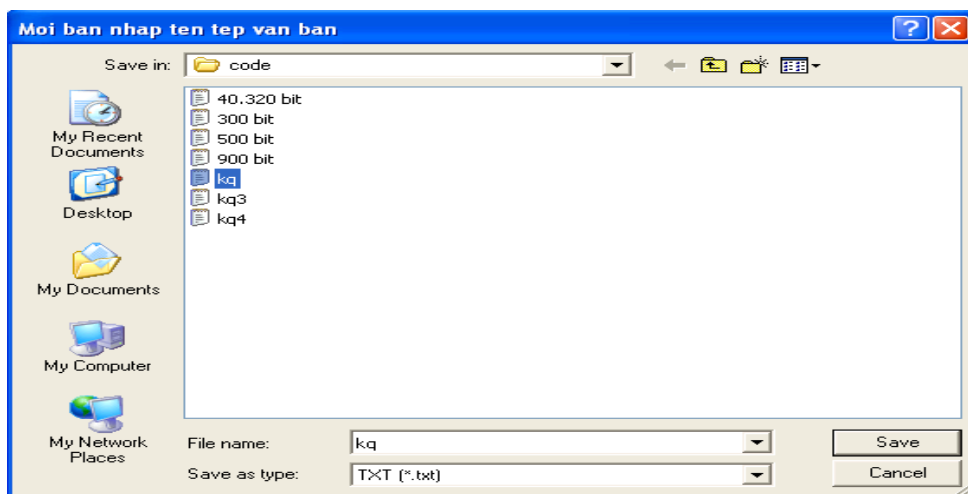 Moi ban nhap ten tep van ban
Save in:
code
My Recent
Documents
Desktop
My Documents
My Computer
My Network
Places
40.320 bit
300 bit
500 bit
900 bit
kq
kq3
kq4
File name:
kq
Save
Save as type:
TXT (*.txt)
Cancel